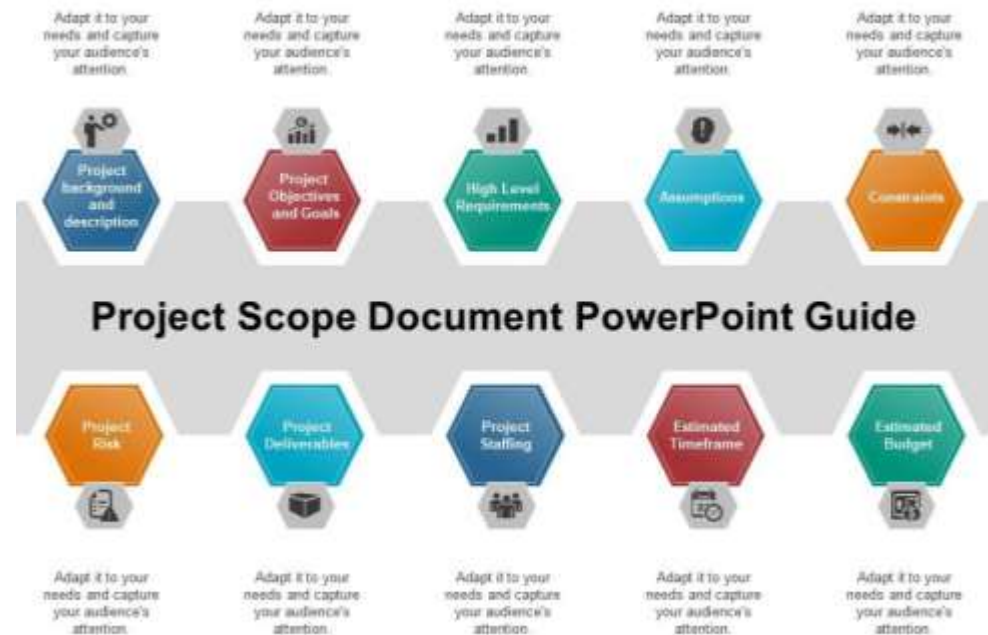 Adapt it to your
needs and capture
your audience's
attention.
Adapt it to your
needs and capture
your audience's
attention.
Adapt it to your
needs and capture
your audience's
attention.
Adapt it to your
needs and capture
your audience's
attention.
Adapt it to your
needs and capture
your audience's
attention.
Project
background
and
description
Project
Objectives
and Goals
High Level
Requirements
Assumptions
Constraints
Project Scope Document PowerPoint Guide
Project
Risk
Project
Deliverables
Project
Staffing
Estimated
Timeframe
Estimated
Budget
Adapt it to your
needs and capture
your audience's
attention.
Adapt it to your
needs and capture
your audience's
attention.
Adapt it to your
needs and capture
your audience's
attention.
Adapt it to your
needs and capture
your audience's
attention.
Adapt it to your
needs and capture
your audience's
attention.